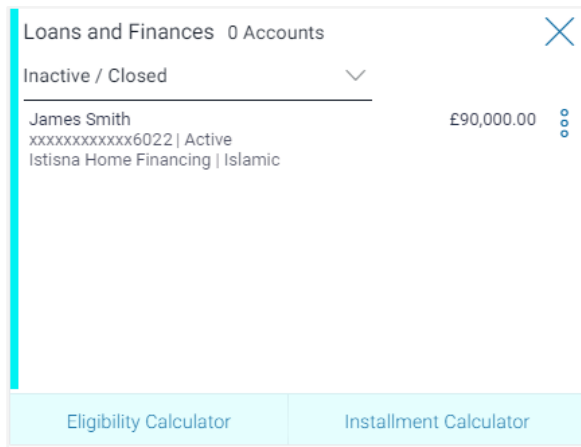 Loans and Finances 0 Accounts
Inactive / Closed
James Smith £90,000.00
xxxxxxxxxxxx6022 | Active
Istisna Home Financing | Islamic
Eligibility Calculator Installment Calculator